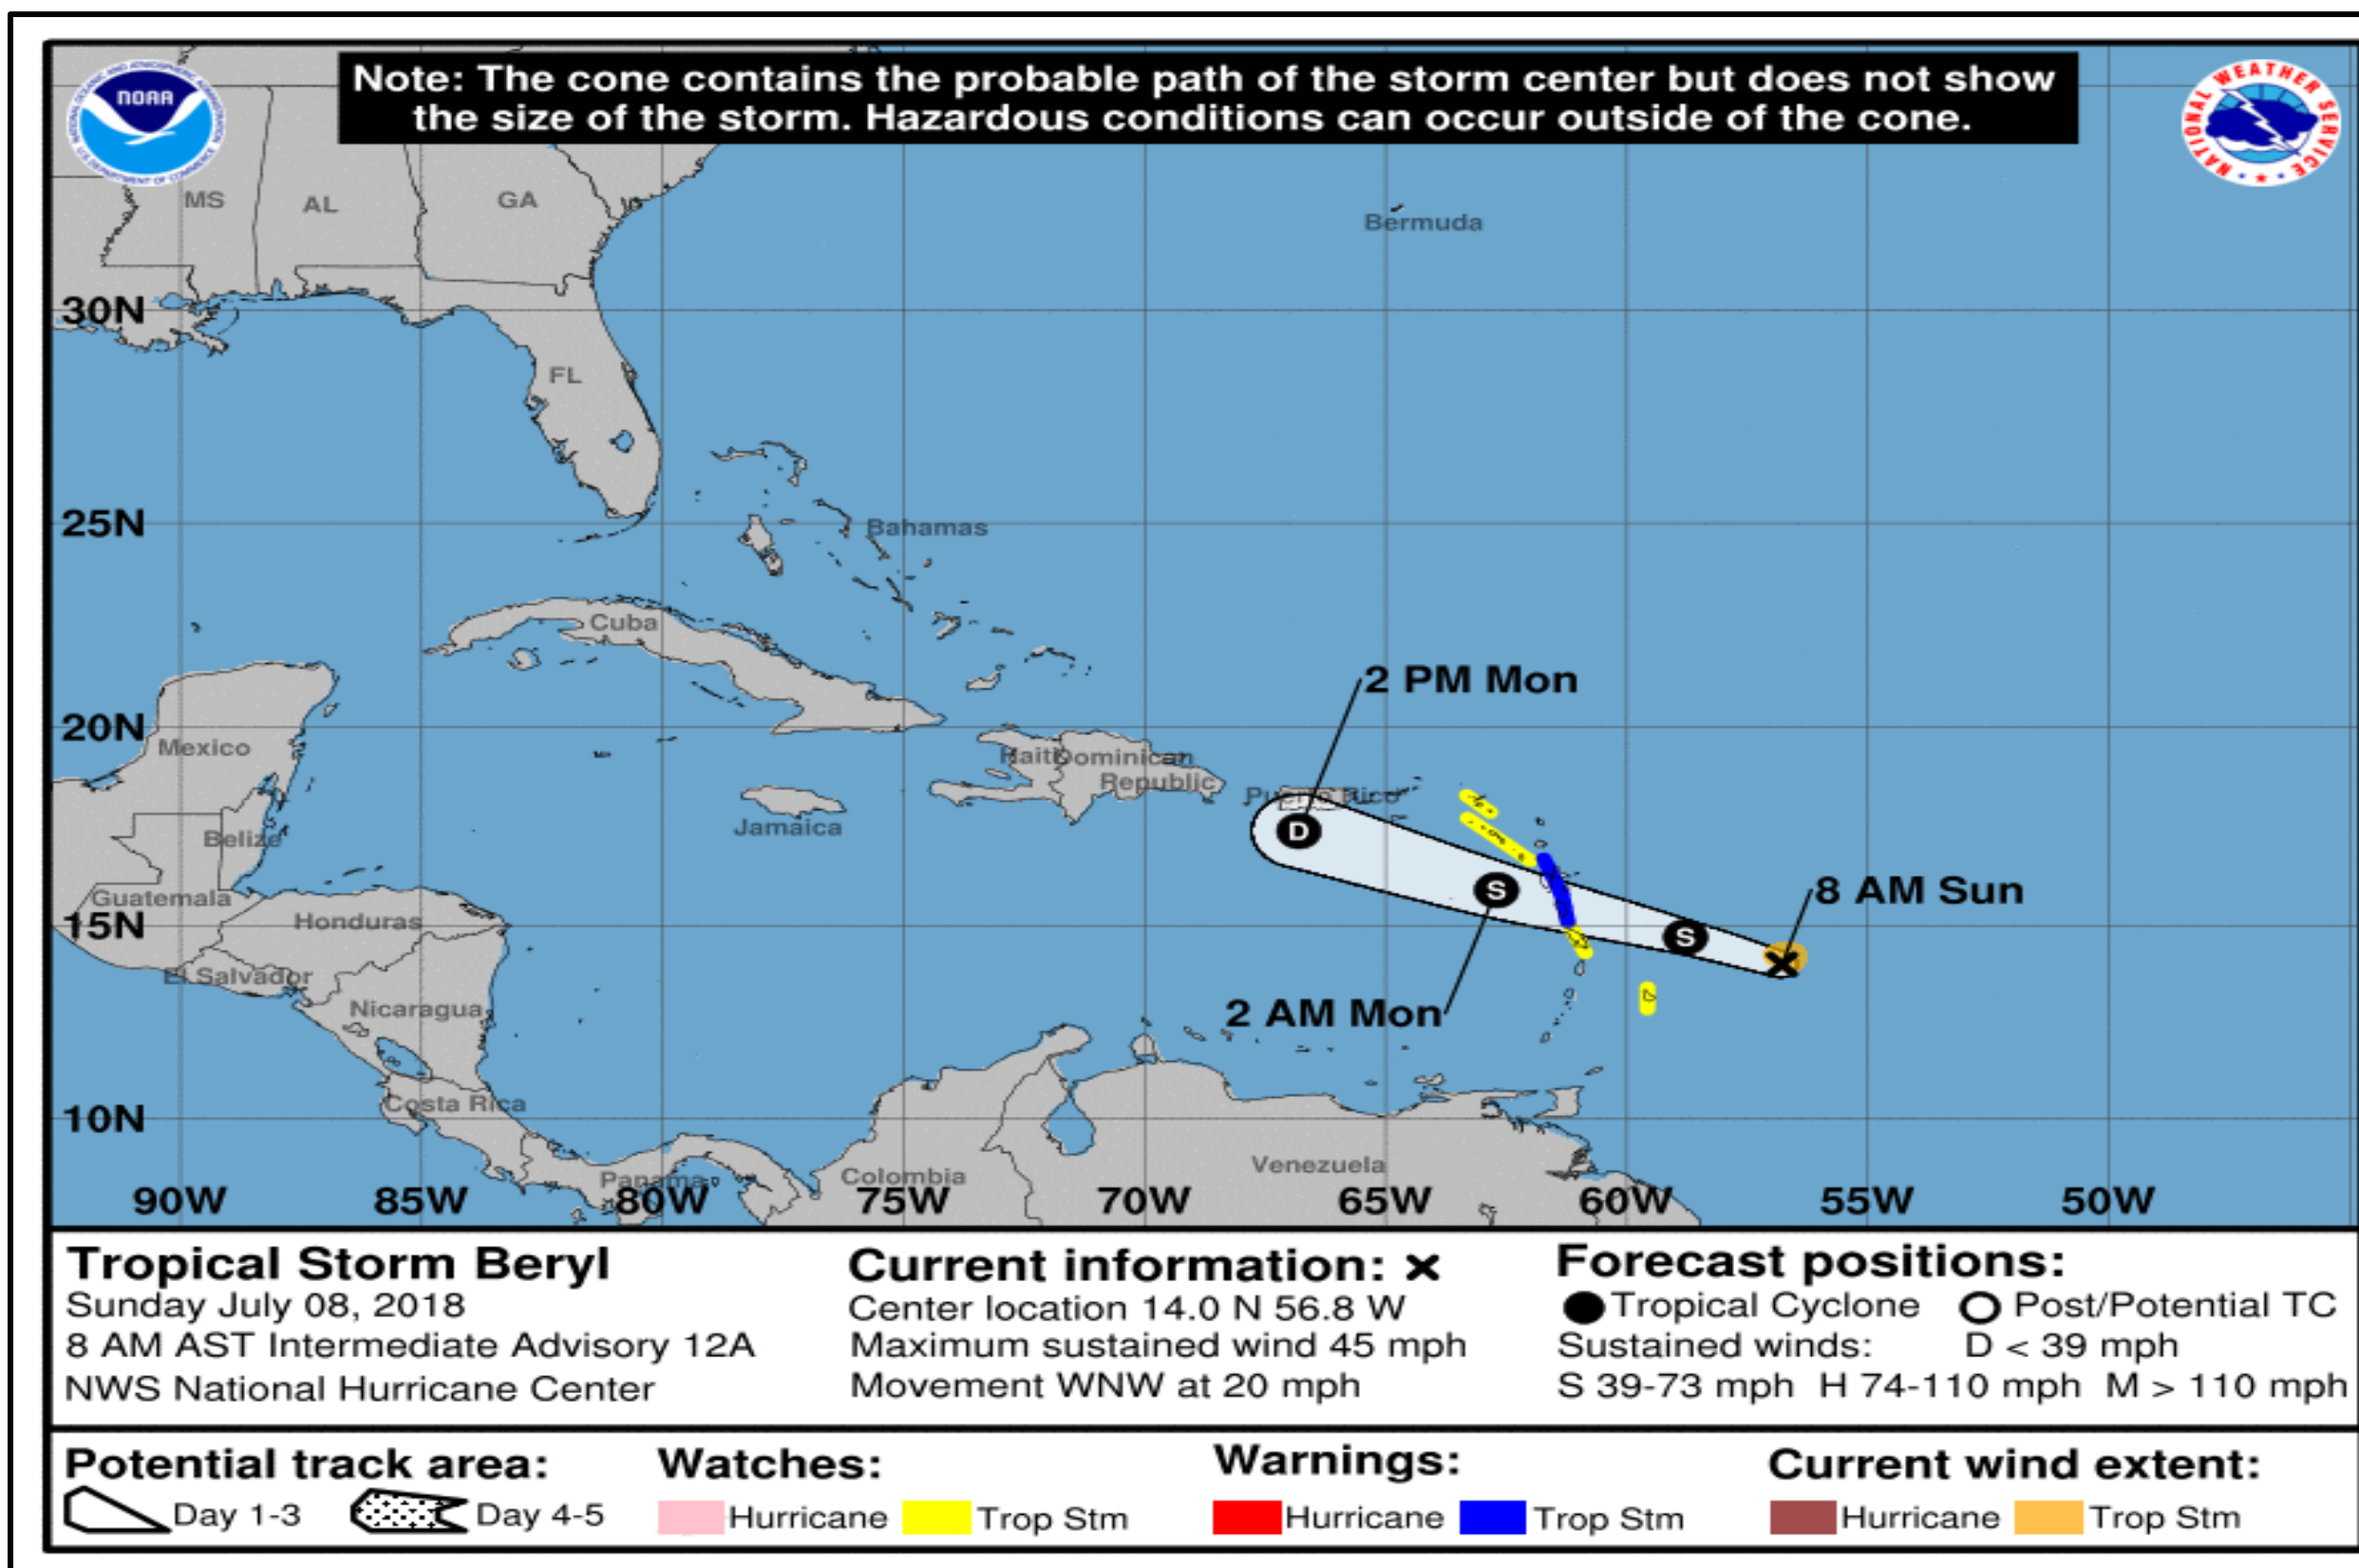 Note: The cone contains the probable path of the storm center but does not show
the size of the storm. Hazardous conditions can occur outside of the cone.
NOAA
NATIONAL WEATHER SERVICE
MS
AL
GA
Bermuda
30N
FL
25N
Bahamas
Cuba
2 PM Mon
20N
Mexico
Haiti
Dominican
Republic
Puerto Rico
Jamaica
D
Belize
S
8 AM Sun
Guatemala
15N
Honduras
S
El Salvador
Nicaragua
2 AM Mon
Costa Rica
10N
Panama
Colombia
Venezuela
90W 85W 80W 75W 70W 65W 60W 55W 50W
Tropical Storm Beryl
Sunday July 08, 2018
8 AM AST Intermediate Advisory 12A
NWS National Hurricane Center
Current information: x
Center location 14.0 N 56.8 W
Maximum sustained wind 45 mph
Movement WNW at 20 mph
Forecast positions:
Tropical Cyclone Post/Potential TC
Sustained winds: D < 39 mph
S 39-73 mph H 74-110 mph M > 110 mph
Potential track area:
Day 1-3 Day 4-5
Watches:
Hurricane Trop Stm
Warnings:
Hurricane Trop Stm
Current wind extent:
Hurricane Trop Stm